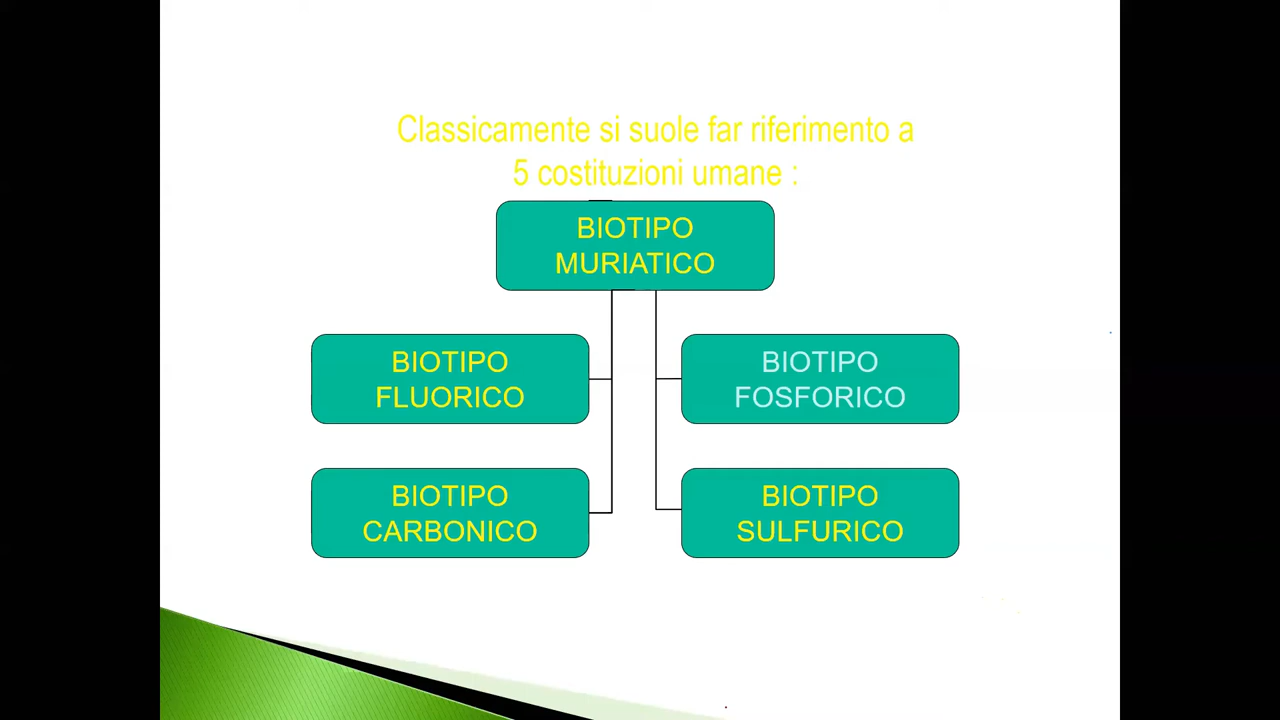 Classicamente si suole far riferimento a
5 costituzioni umane :
BIOTIPO
MURIATICO
BIOTIPO
FLUORICO
BIOTIPO
FOSFORICO
BIOTIPO
CARBONICO
BIOTIPO
SULFURICO